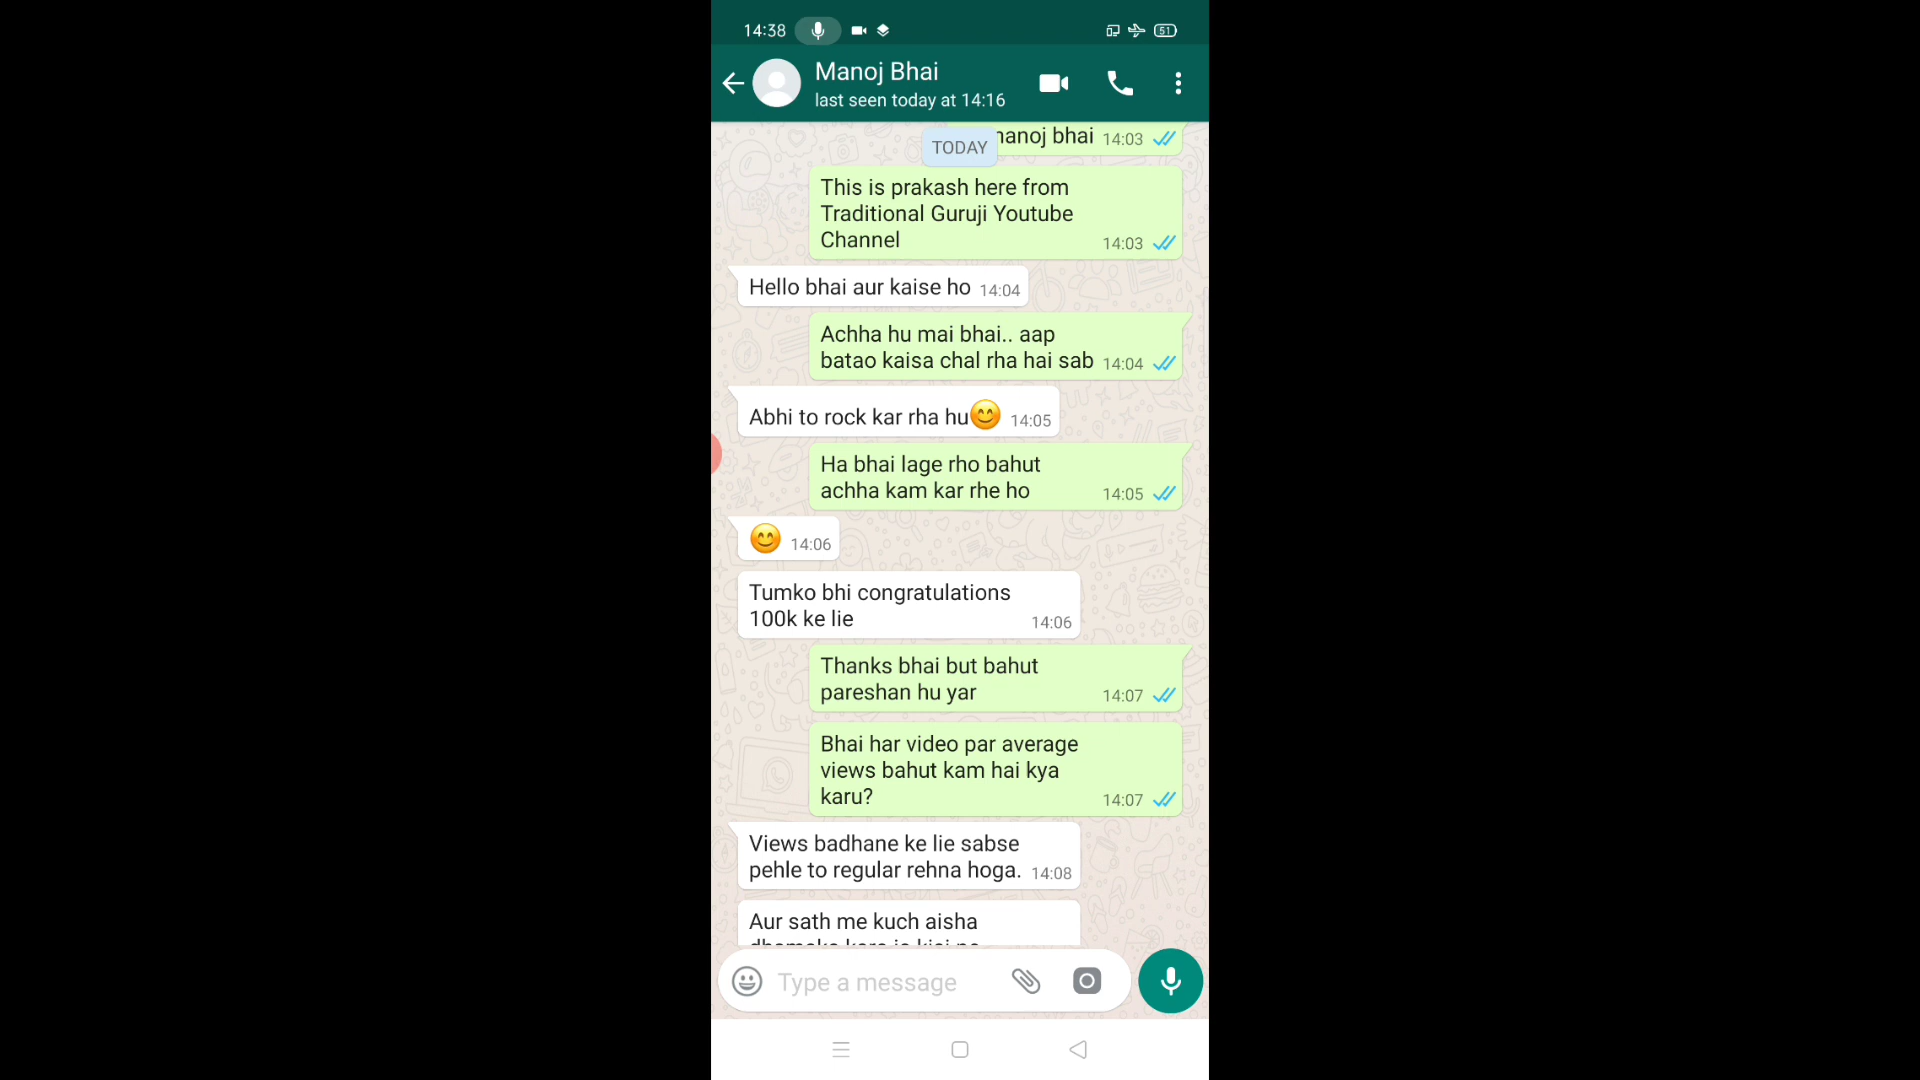 14:38
51
Manoj Bhai
last seen today at 14:16
TODAY
bhai 14:03
This is prakash here from
Traditional Guruji Youtube
Channel 14:03
Hello bhai aur kaise ho 14:04
Achha hu mai bhai.. aap
batao kaisa chal rha hai sab 14:04
Abhi to rock kar rha hu😊 14:05
Ha bhai lage rho bahut
achha kam kar rhe ho 14:05
😊 14:06
Tumko bhi congratulations
100k ke lie 14:06
Thanks bhai but bahut
pareshan hu yar 14:07
Bhai har video par average
views bahut kam hai kya
karu? 14:07
Views badhane ke lie sabse
pehle to regular rehna hoga. 14:08
Aur sath me kuch aisha
Type a message